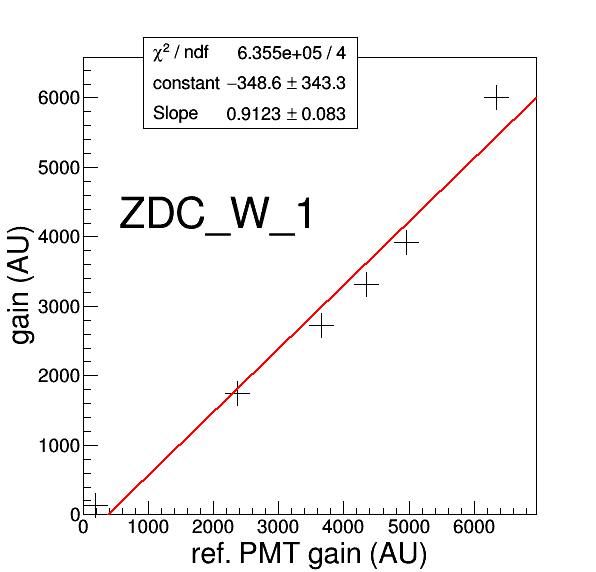 χ² / ndf 6.355e+05 / 4
constant −348.6 ± 343.3
Slope 0.9123 ± 0.083
ZDC_W_1
gain (AU)
6000
5000
4000
3000
2000
1000
0
0 1000 2000 3000 4000 5000 6000
ref. PMT gain (AU)